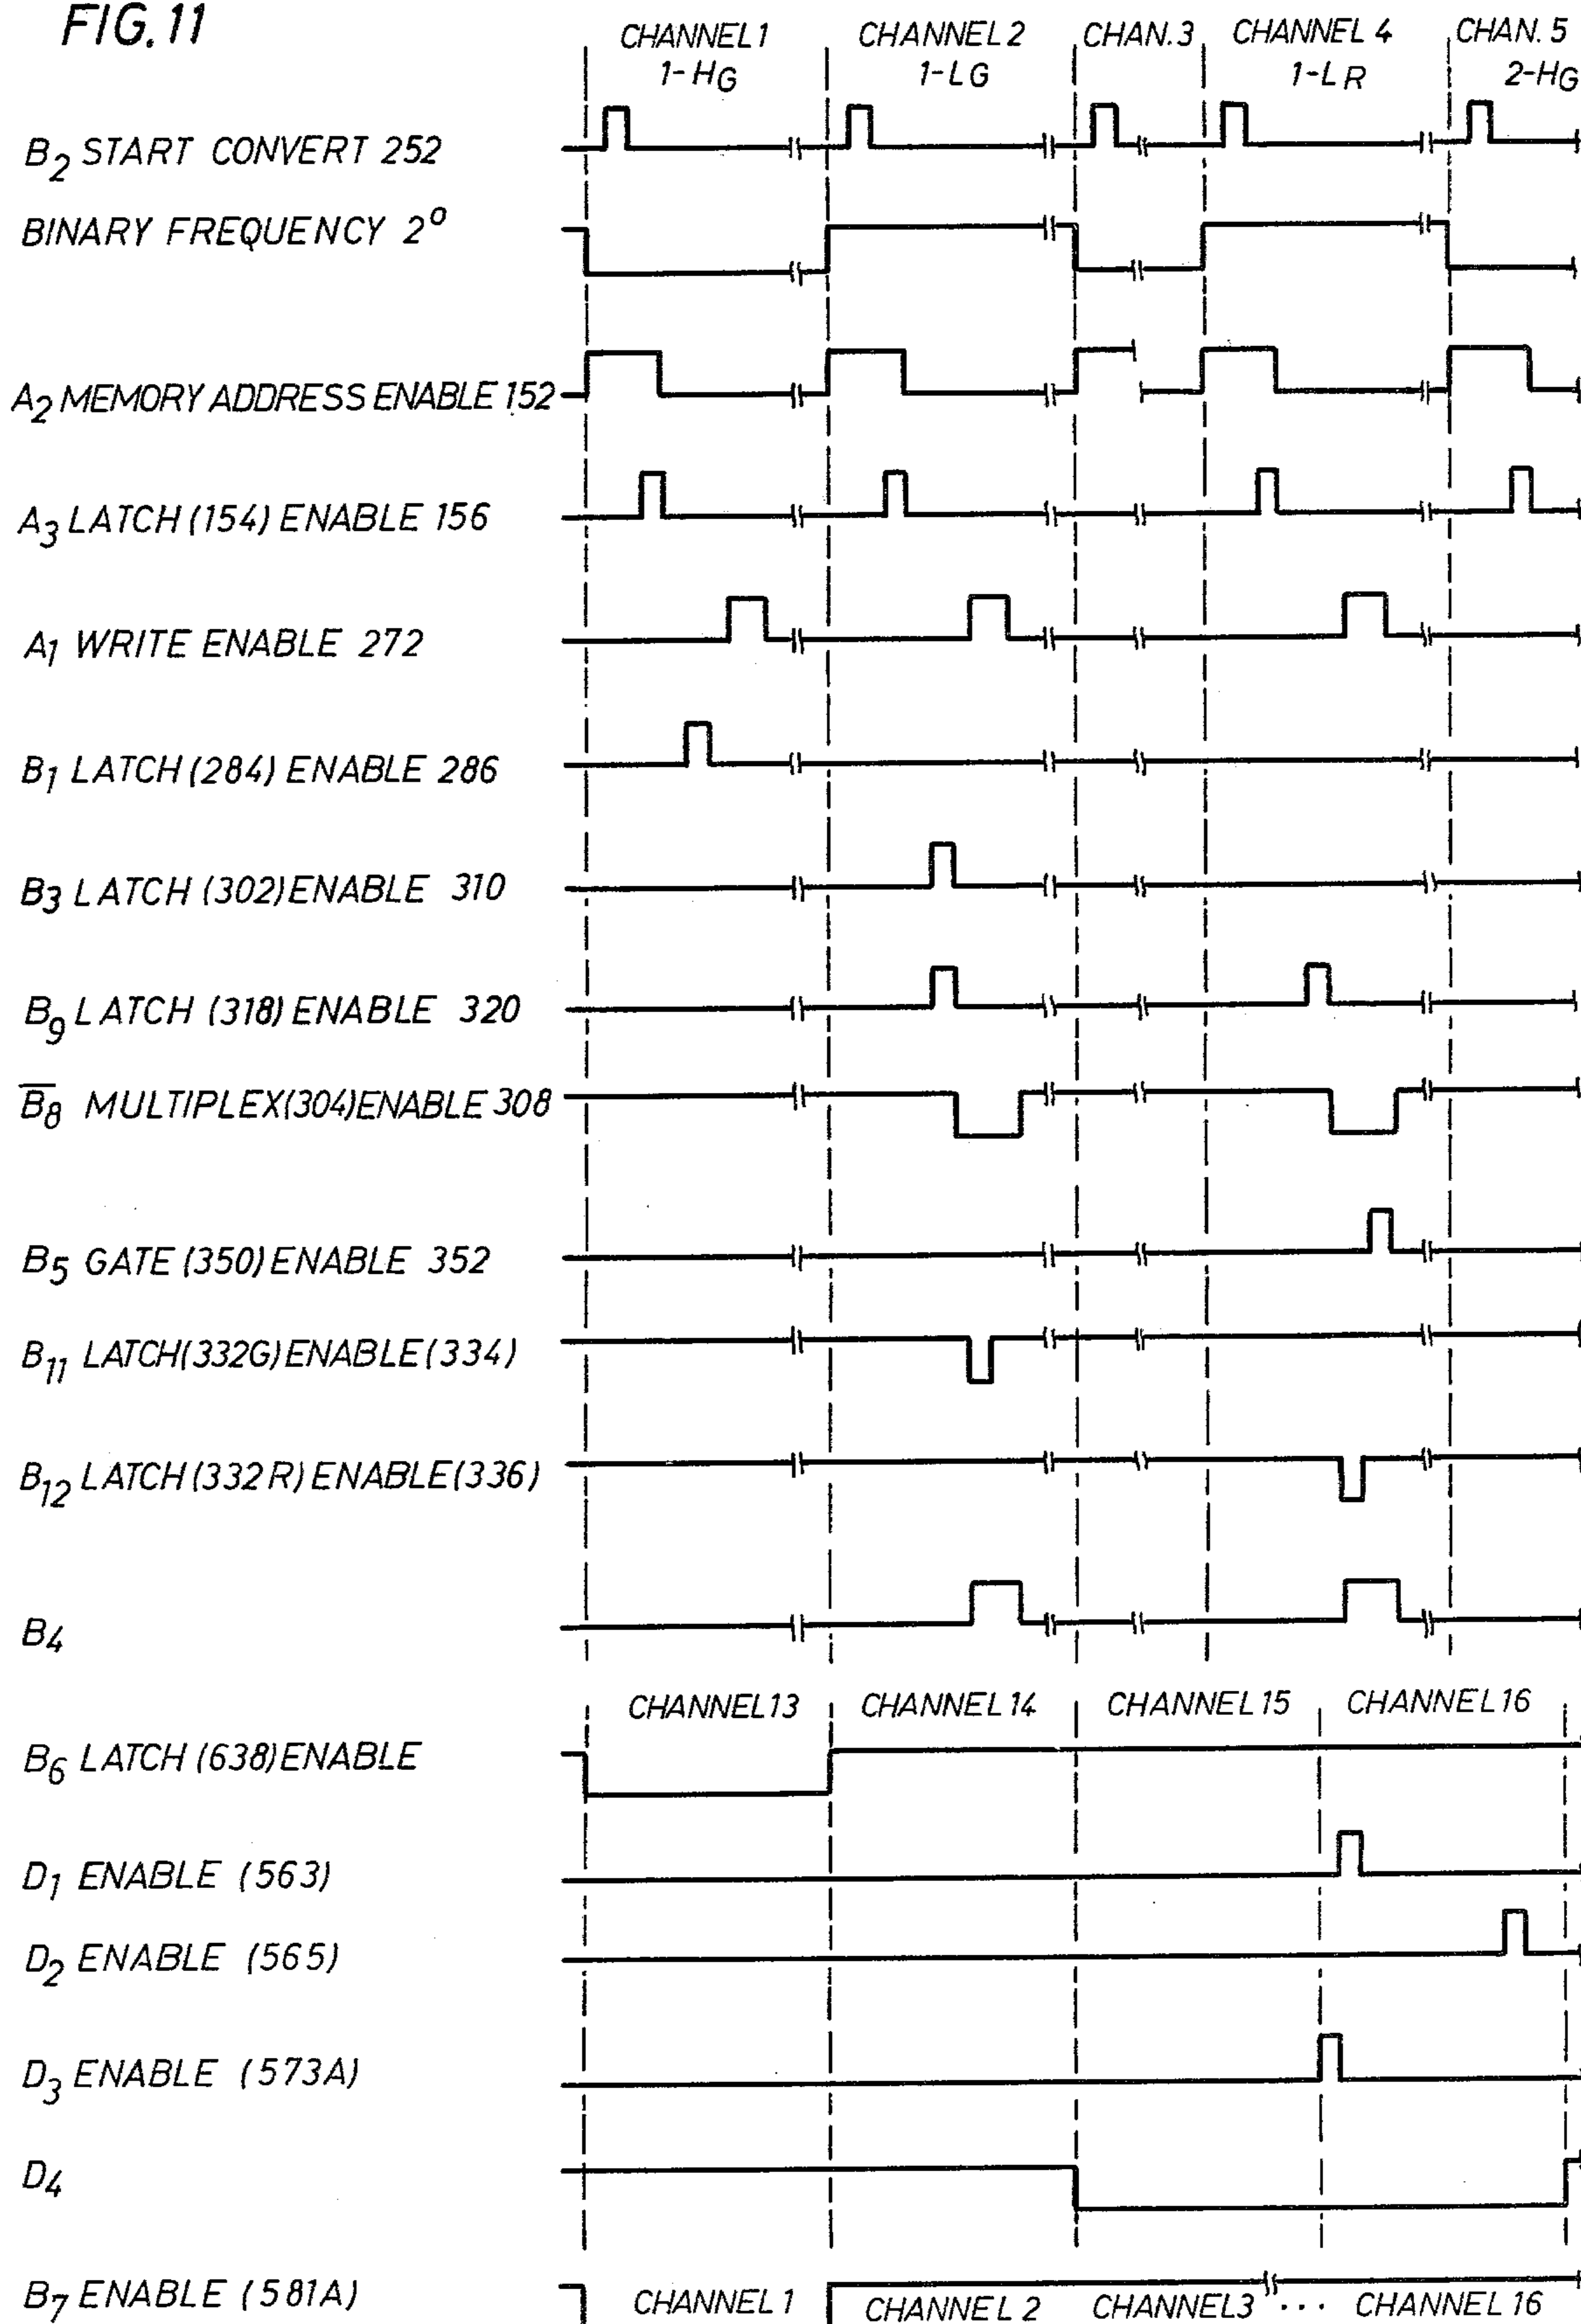 FIG. 11
CHANNEL 1 CHANNEL 2 CHAN. 3 CHANNEL 4 CHAN. 5
1-HG 1-LG 1-LR 2-HG
B2 START CONVERT 252
BINARY FREQUENCY 2⁰
A2 MEMORY ADDRESS ENABLE 152
A3 LATCH (154) ENABLE 156
A1 WRITE ENABLE 272
B1 LATCH (284) ENABLE 286
B3 LATCH (302) ENABLE 310
B9 LATCH (318) ENABLE 320
B̅8 MULTIPLEX (304) ENABLE 308
B5 GATE (350) ENABLE 352
B11 LATCH (332G) ENABLE (334)
B12 LATCH (332R) ENABLE (336)
B4
CHANNEL 13 CHANNEL 14 CHANNEL 15 CHANNEL 16
B6 LATCH (638) ENABLE
D1 ENABLE (563)
D2 ENABLE (565)
D3 ENABLE (573A)
D4
B7 ENABLE (581A) CHANNEL 1 CHANNEL 2 CHANNEL 3 ... CHANNEL 16